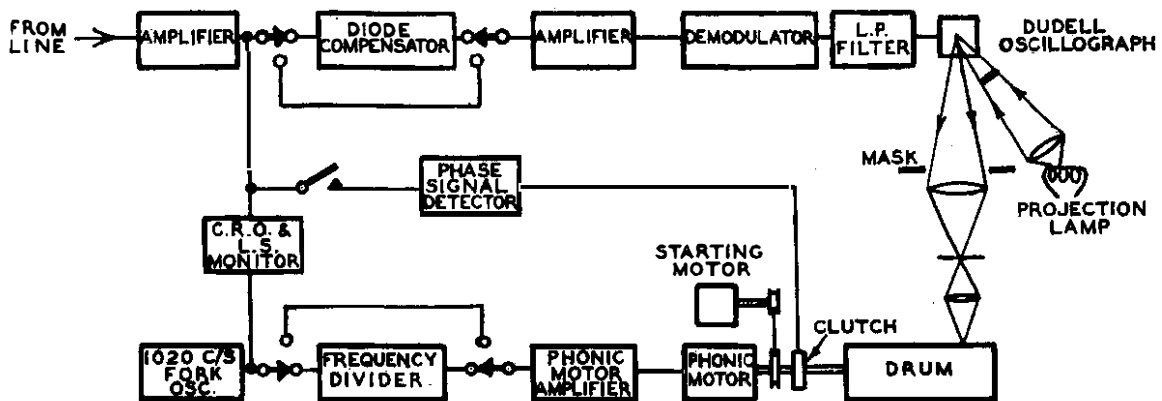 FROM
LINE
AMPLIFIER
DIODE
COMPENSATOR
AMPLIFIER
DEMODULATOR
L.P.
FILTER
DUDELL
OSCILLOGRAPH
MASK
PROJECTION
LAMP
PHASE
SIGNAL
DETECTOR
C.R.O. &
L.S.
MONITOR
STARTING
MOTOR
CLUTCH
1020 C/S
FORK
OSC.
FREQUENCY
DIVIDER
PHONIC
MOTOR
AMPLIFIER
PHONIC
MOTOR
DRUM